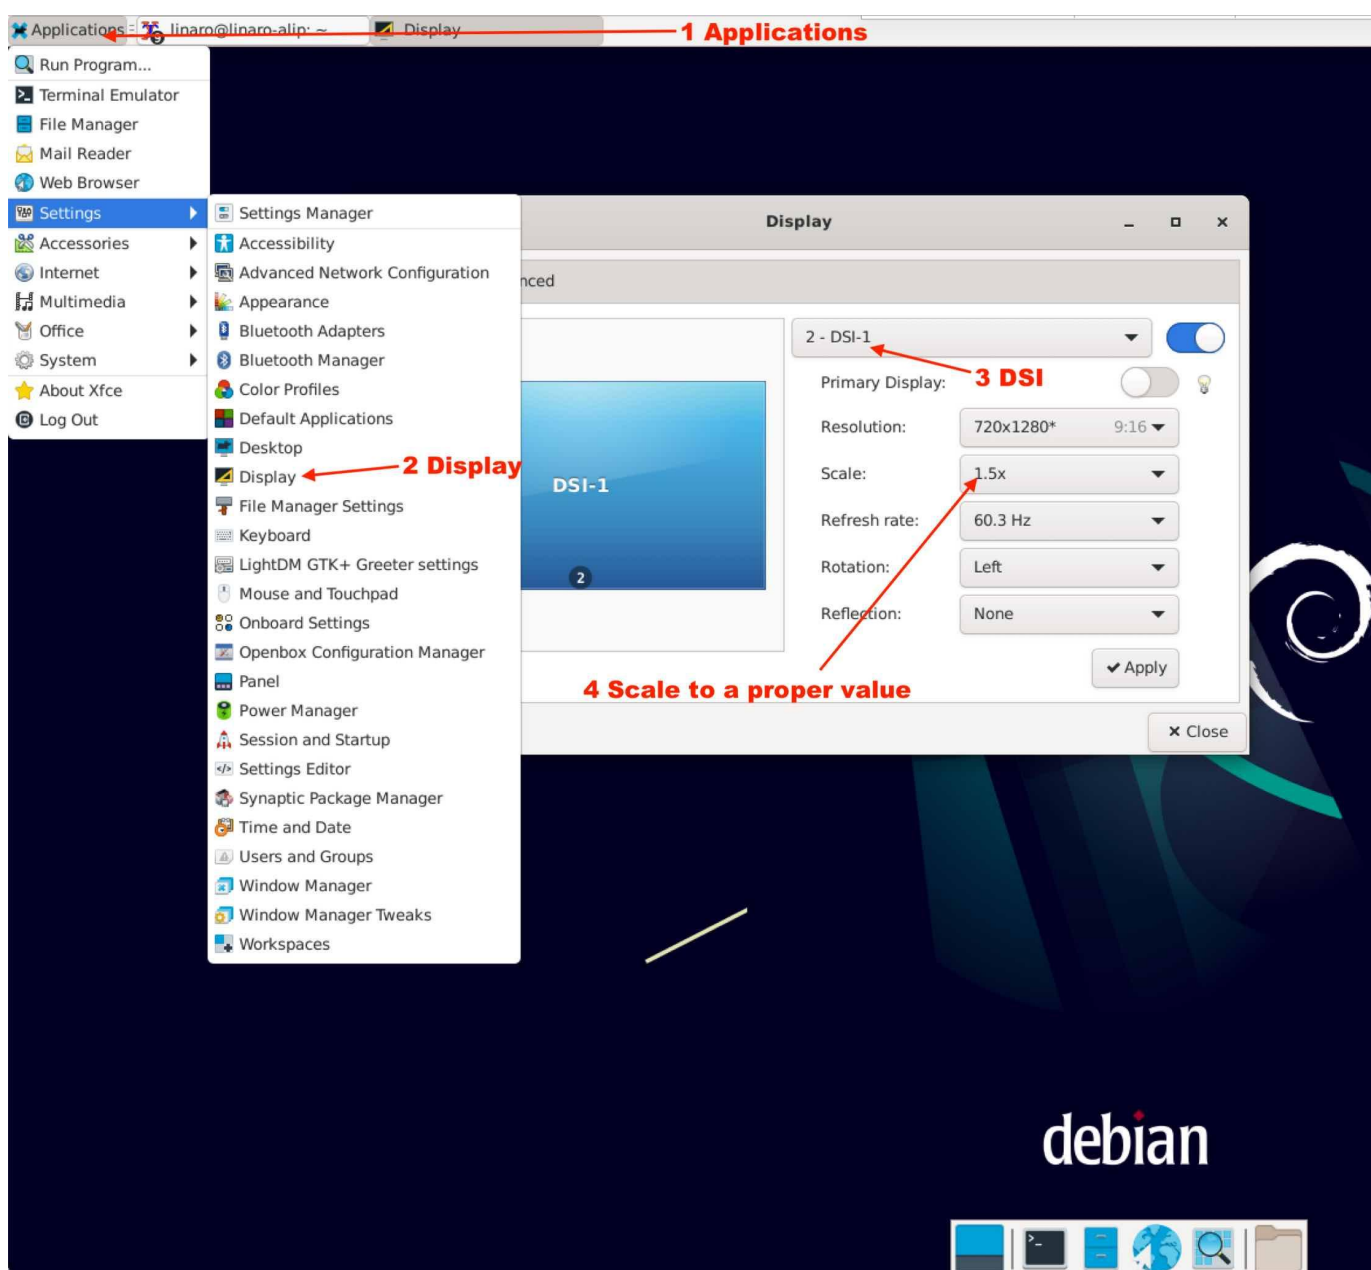 Applications
linaro@linaro-alip: ~
Display
1 Applications
Run Program...
Terminal Emulator
File Manager
Mail Reader
Web Browser
Settings
Accessories
Internet
Multimedia
Office
System
About Xfce
Log Out
Settings Manager
Accessibility
Advanced Network Configuration
Appearance
Bluetooth Adapters
Bluetooth Manager
Color Profiles
Default Applications
Desktop
Display
2 Display
File Manager Settings
Keyboard
LightDM GTK+ Greeter settings
Mouse and Touchpad
Onboard Settings
Openbox Configuration Manager
Panel
Power Manager
Session and Startup
Settings Editor
Synaptic Package Manager
Time and Date
Users and Groups
Window Manager
Window Manager Tweaks
Workspaces
Display
nced
DSI-1
2
2 - DSI-1
3 DSI
Primary Display:
Resolution: 720x1280* 9:16
Scale: 1.5x
Refresh rate: 60.3 Hz
Rotation: Left
Reflection: None
Apply
4 Scale to a proper value
Close
debian